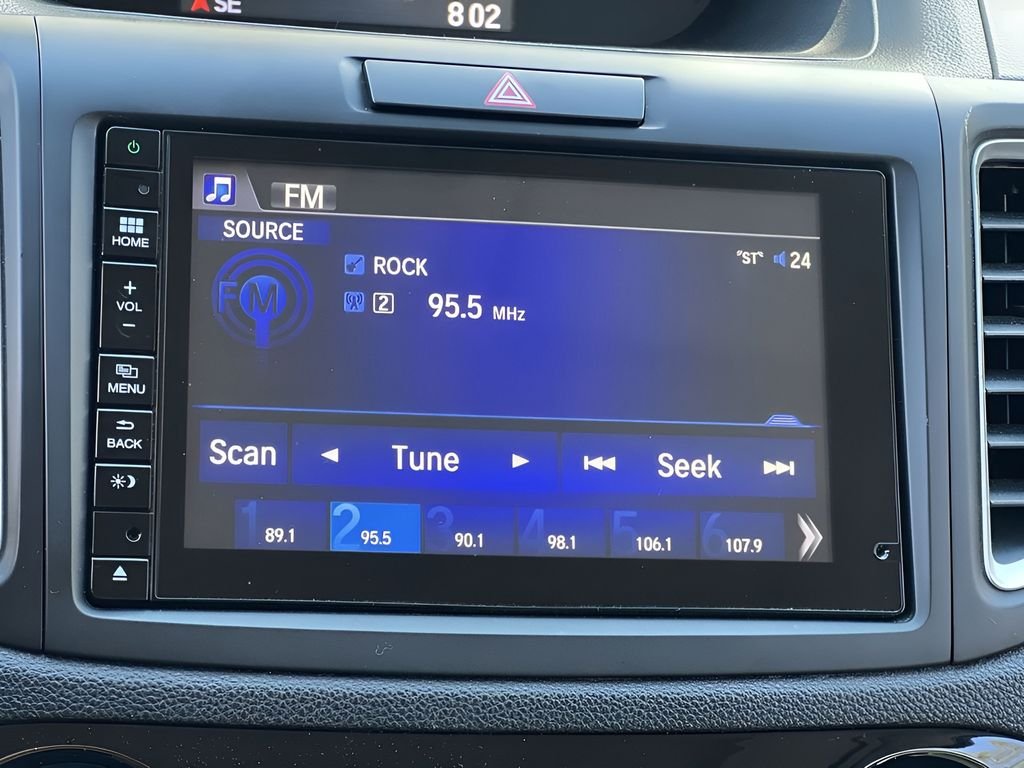 SE
802
FM
SOURCE
FM
ROCK
"ST"
24
2
95.5 MHz
HOME
+
VOL
−
MENU
BACK
Scan
Tune
Seek
1 89.1
2 95.5
3 90.1
4 98.1
5 106.1
6 107.9